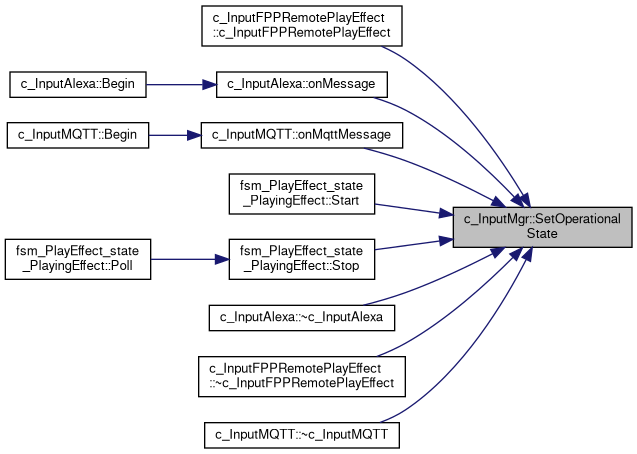 c_InputFPPRemotePlayEffect
::c_InputFPPRemotePlayEffect
c_InputAlexa::Begin
c_InputAlexa::onMessage
c_InputMQTT::Begin
c_InputMQTT::onMqttMessage
fsm_PlayEffect_state
_PlayingEffect::Start
c_InputMgr::SetOperational
State
fsm_PlayEffect_state
_PlayingEffect::Poll
fsm_PlayEffect_state
_PlayingEffect::Stop
c_InputAlexa::~c_InputAlexa
c_InputFPPRemotePlayEffect
::~c_InputFPPRemotePlayEffect
c_InputMQTT::~c_InputMQTT